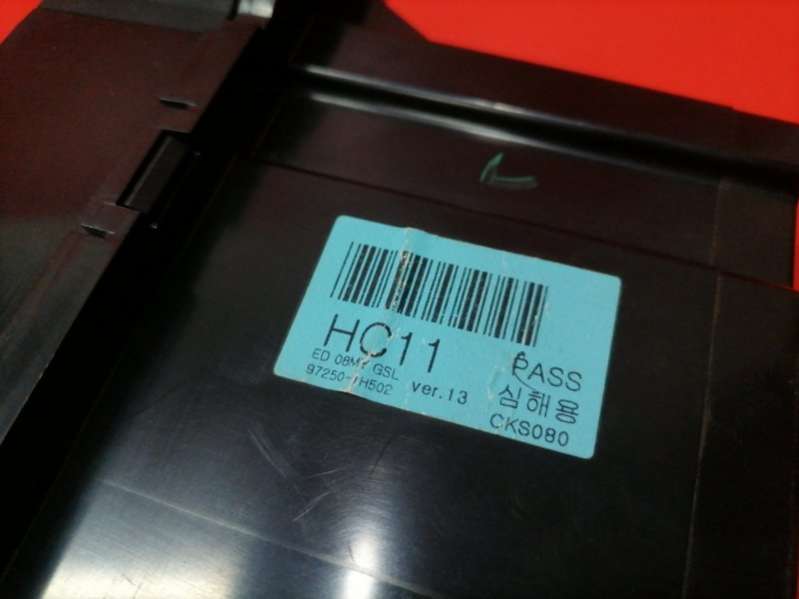 HC11
ED 08MY GSL
97250-1H502 ver.13
PASS
심해용
CKS080